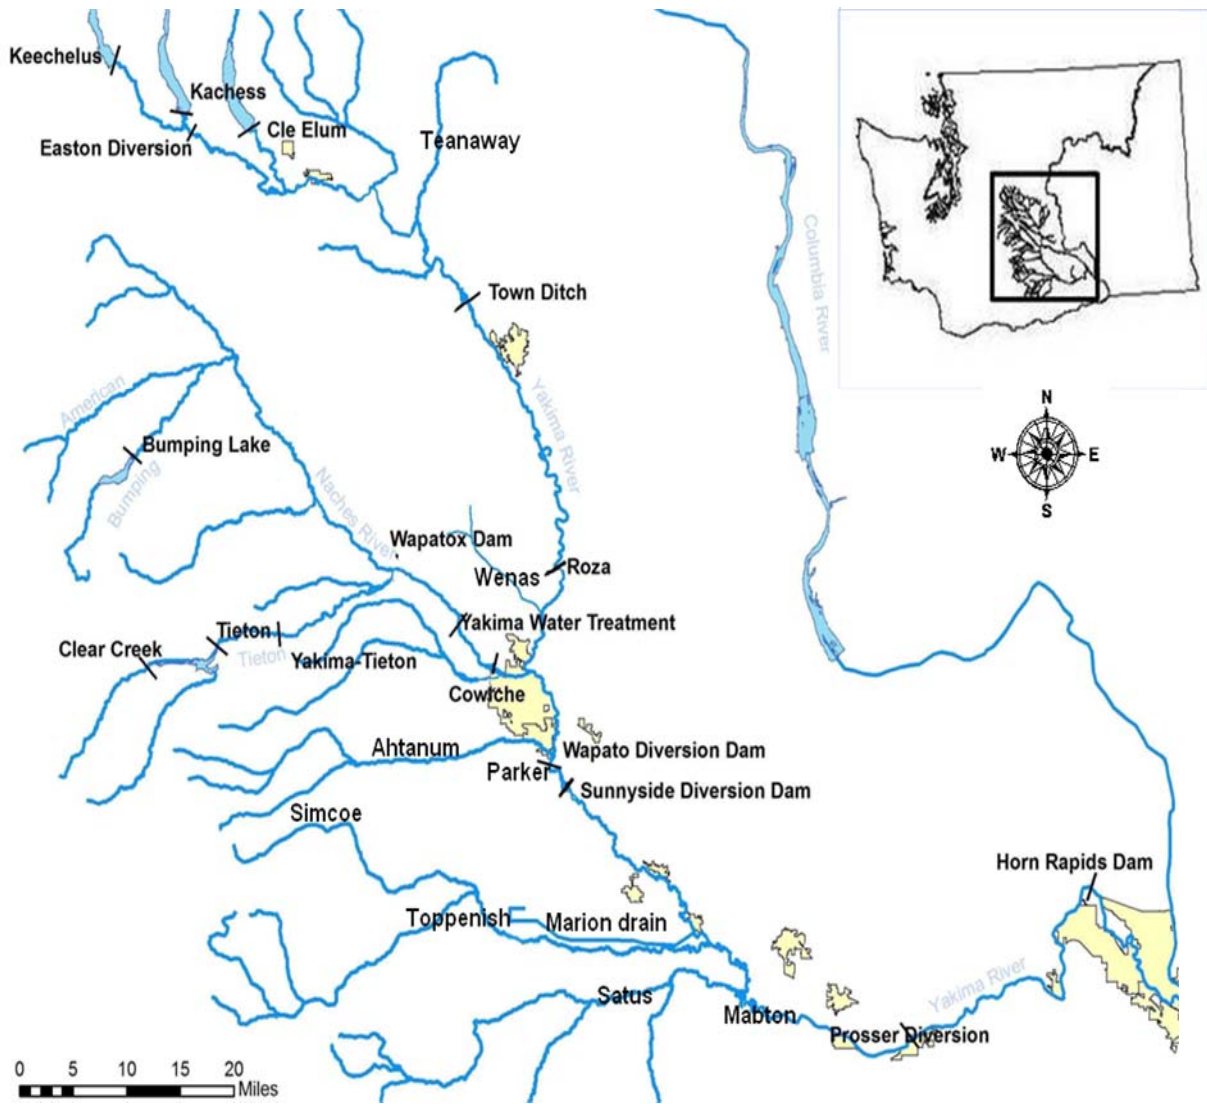 Keechelus
Kachess
Easton Diversion
Cle Elum
Teanaway
Columbia River
Town Ditch
Yakima River
American
Bumping Lake
Bumping
Naches River
N
W
E
S
Wapatox Dam
Wenas
Roza
Yakima Water Treatment
Tieton
Clear Creek
Tieton
Yakima-Tieton
Cowiche
Ahtanum
Wapato Diversion Dam
Parker
Sunnyside Diversion Dam
Simcoe
Horn Rapids Dam
Toppenish
Marion drain
Yakima River
Satus
Mabton
Prosser Diversion
0 5 10 15 20
Miles